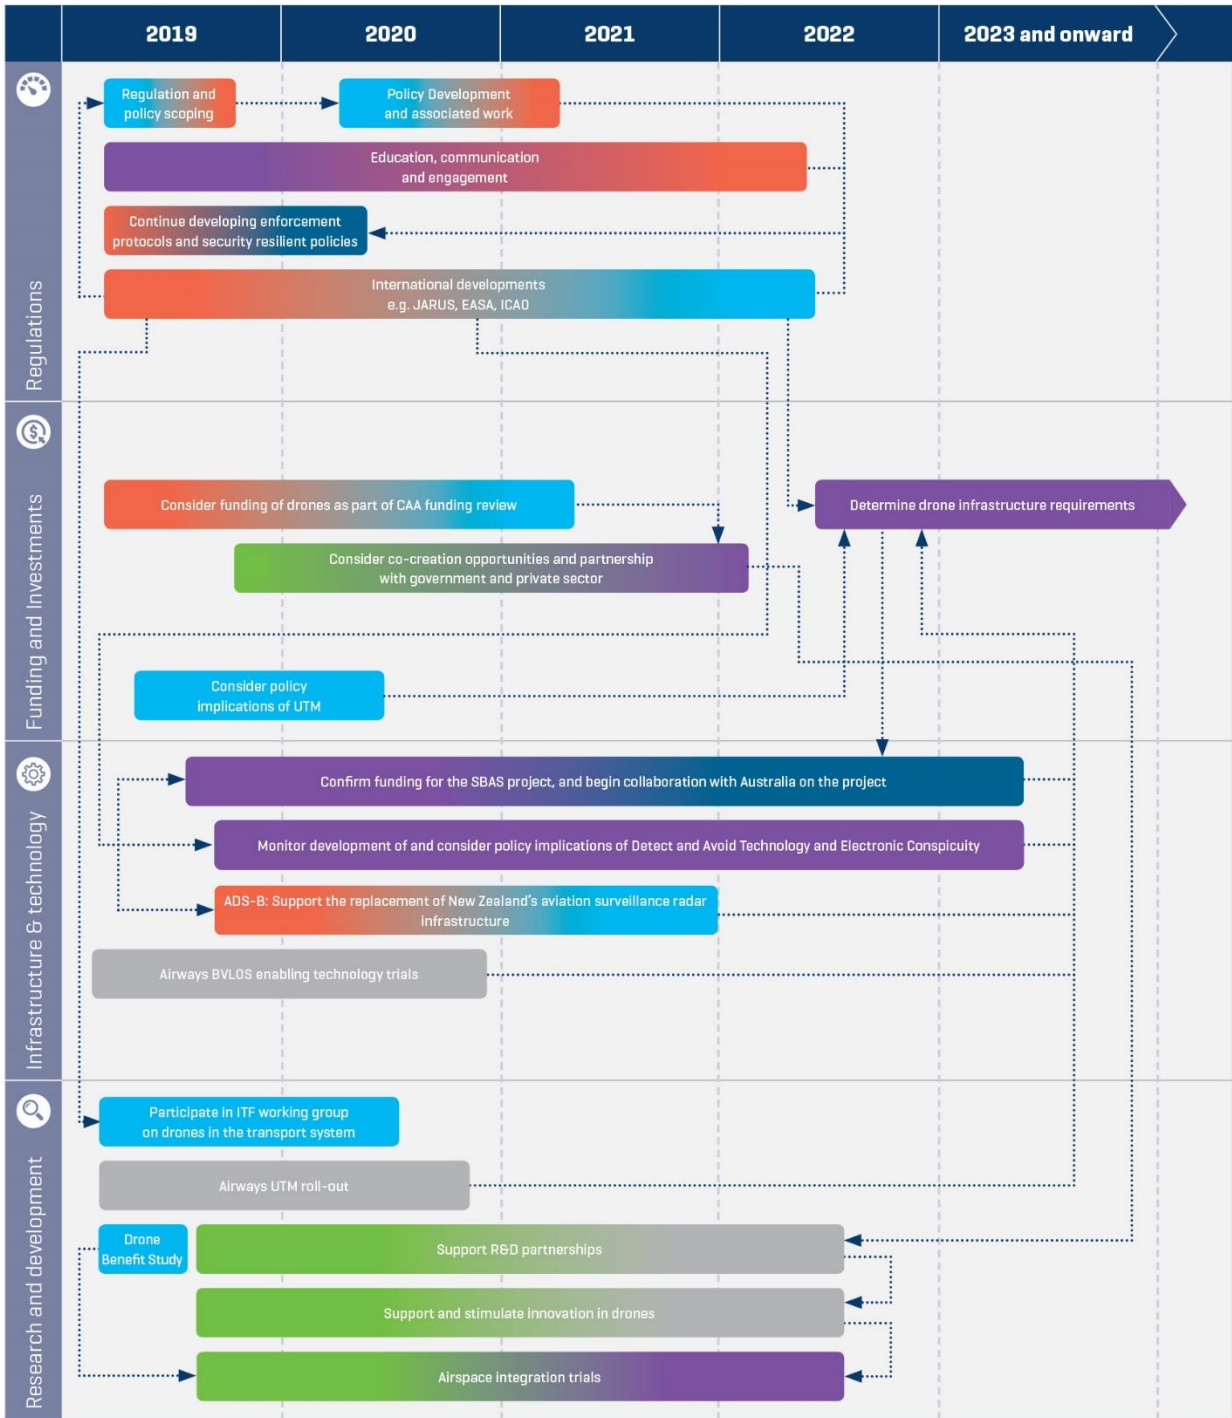 2019
2020
2021
2022
2023 and onward
Regulations
Regulation and
policy scoping
Policy Development
and associated work
Education, communication
and engagement
Continue developing enforcement
protocols and security resilient policies
International developments
e.g. JARUS, EASA, ICAO
Funding and Investments
Consider funding of drones as part of CAA funding review
Determine drone infrastructure requirements
Consider co-creation opportunities and partnership
with government and private sector
Consider policy
implications of UTM
Infrastructure & technology
Confirm funding for the SBAS project, and begin collaboration with Australia on the project
Monitor development of and consider policy implications of Detect and Avoid Technology and Electronic Conspicuity
ADS-B: Support the replacement of New Zealand's aviation surveillance radar
infrastructure
Airways BVLOS enabling technology trials
Research and development
Participate in ITF working group
on drones in the transport system
Airways UTM roll-out
Drone
Benefit Study
Support R&D partnerships
Support and stimulate innovation in drones
Airspace integration trials